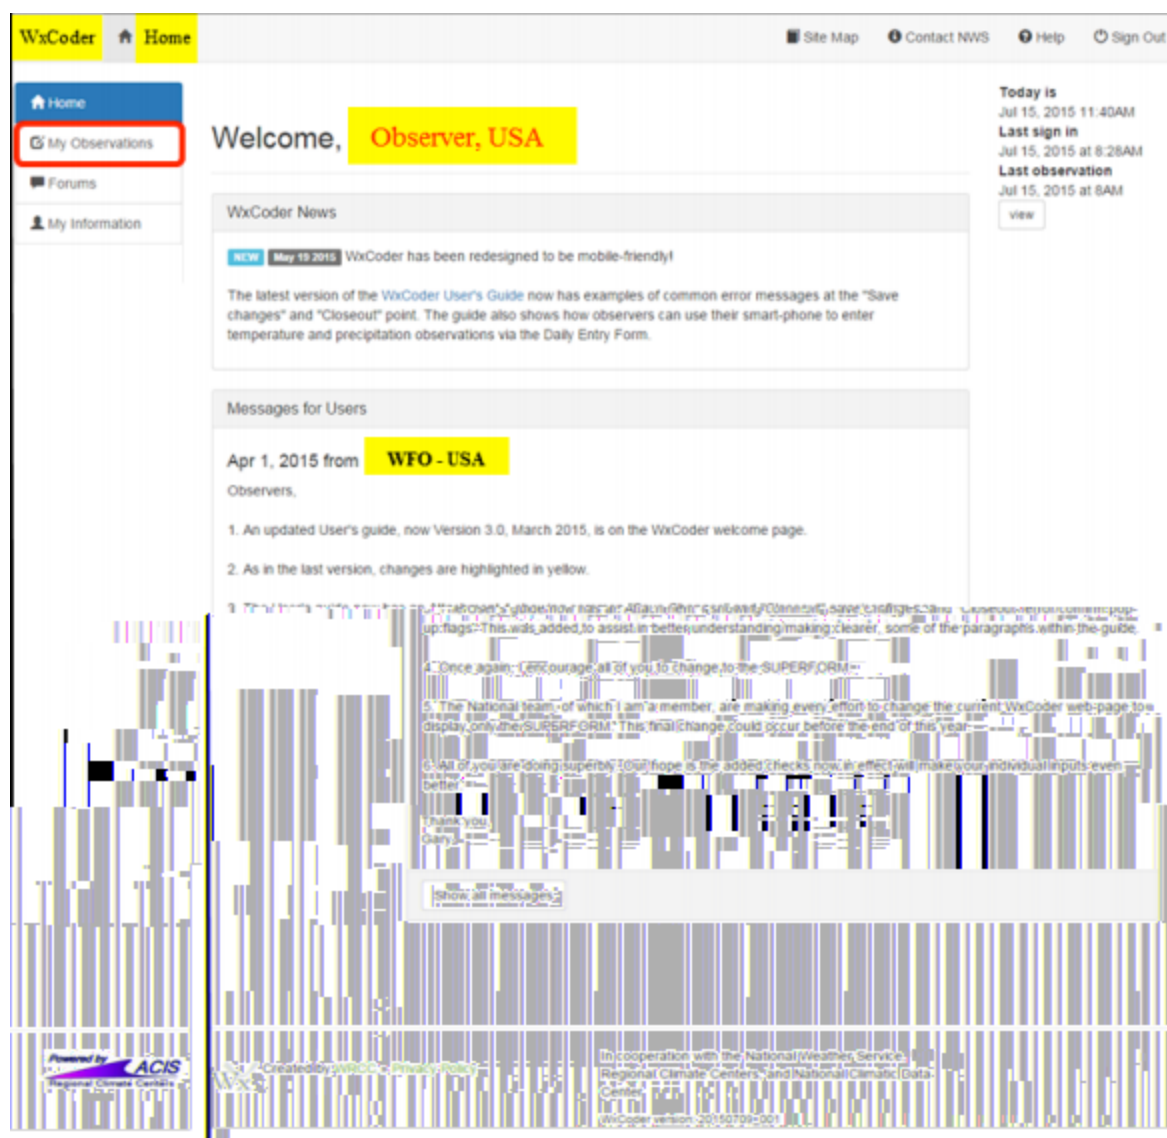 WxCoder Home Site Map Contact NWS Help Sign Out
Home
My Observations
Forums
My Information
Welcome, Observer, USA
Today is
Jul 15, 2015 11:40AM
Last sign in
Jul 15, 2015 at 8:28AM
Last observation
Jul 15, 2015 at 8AM
view
WxCoder News
NEW May 19 2015 WxCoder has been redesigned to be mobile-friendly!
The latest version of the WxCoder User's Guide now has examples of common error messages at the "Save
changes" and "Closeout" point. The guide also shows how observers can use their smart-phone to enter
temperature and precipitation observations via the Daily Entry Form.
Messages for Users
Apr 1, 2015 from WFO - USA
Observers,
1. An updated User's guide, now Version 3.0, March 2015, is on the WxCoder welcome page.
2. As in the last version, changes are highlighted in yellow.
3. The User's guide now has an
up flags. This was added to assist in better understanding/making clearer, some of the paragraphs within the guide.
4. Once again, I encourage all of you to change to the SUPERFORM.
5. The National team, of which I am a member, are making every effort to change the current WxCoder web-page to
display only the SUPERFORM. This final change could occur before the end of this year.
6. All of you are doing superbly. Our hope is the added checks now in effect will make your individual inputs even
better.
Thank you,
Gary
Show all messages
Powered by ACIS
Regional Climate Centers
Wx Created by WRCC - Privacy Policy
In cooperation with the National Weather Service,
Regional Climate Centers, and National Climatic Data
Center
WxCoder version: 20150709-001